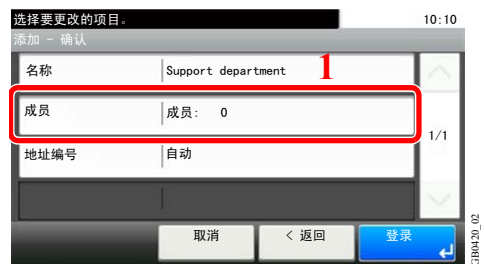 选择要更改的项目。 10:10
添加 - 确认
名称 Support department 1
成员 成员: 0
1/1
地址编号 自动
取消 < 返回 登录
GB0420_02